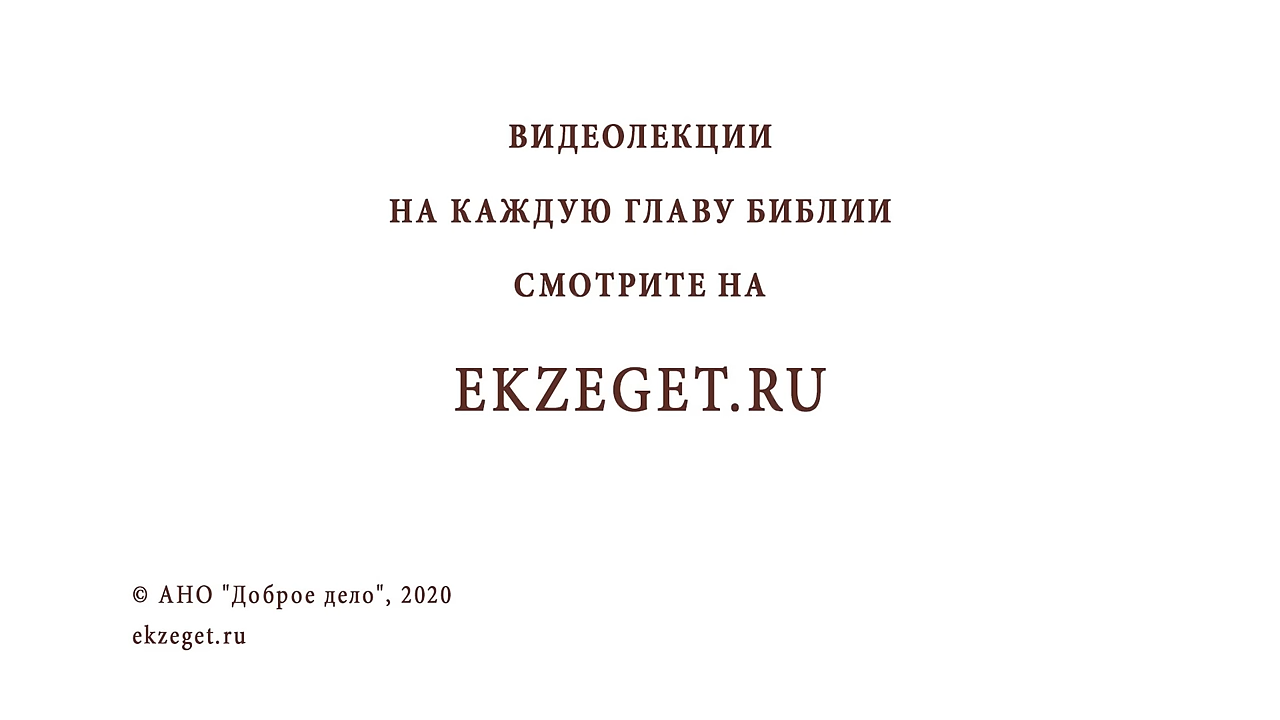 ВИДЕОЛЕКЦИИ
НА КАЖДУЮ ГЛАВУ БИБЛИИ
СМОТРИТЕ НА
EKZEGET.RU
© АНО "Доброе дело", 2020
ekzeget.ru